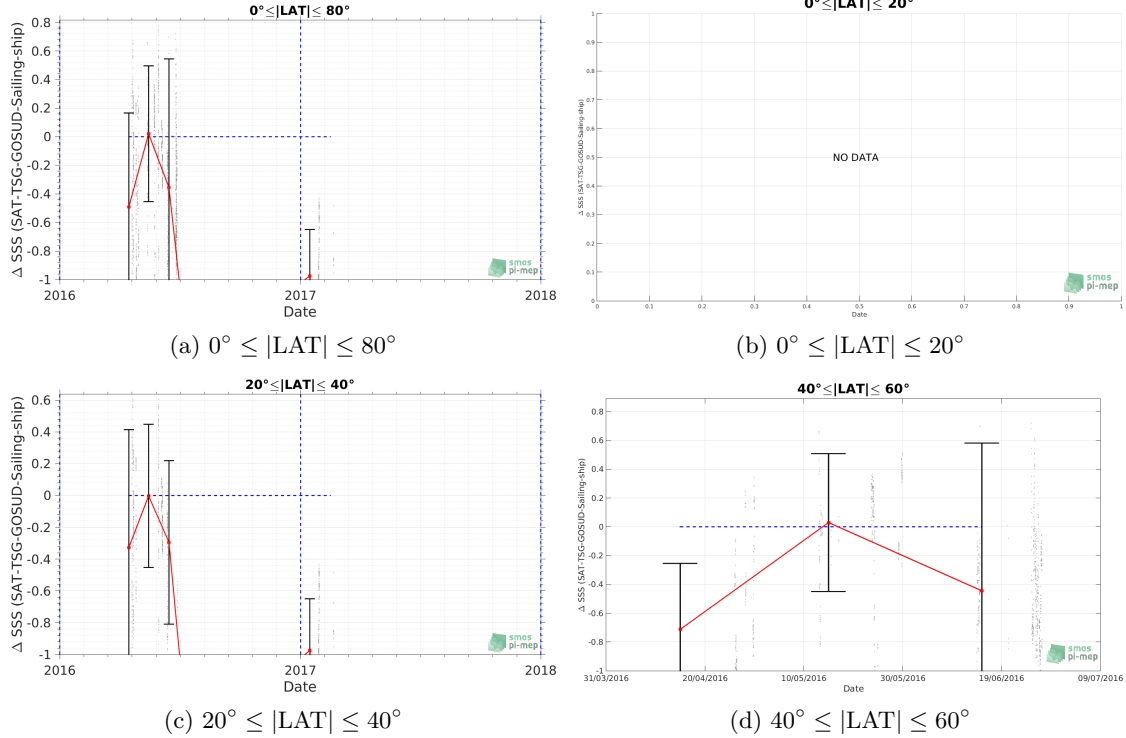 0°≤|LAT|≤ 80°
Δ SSS (SAT-TSG-GOSUD-Sailing-ship)
0.8
0.6
0.4
0.2
0
-0.2
-0.4
-0.6
-0.8
-1
2016
2017
2018
Date
smos
pi-mep
(a) 0° ≤ |LAT| ≤ 80°
0°≤|LAT|≤ 20°
Δ SSS (SAT-TSG-GOSUD-Sailing-ship)
1
0.9
0.8
0.7
0.6
0.5
0.4
0.3
0.2
0.1
0
NO DATA
0 0.1 0.2 0.3 0.4 0.5 0.6 0.7 0.8 0.9 1
Date
smos
pi-mep
(b) 0° ≤ |LAT| ≤ 20°
20°≤|LAT|≤ 40°
Δ SSS (SAT-TSG-GOSUD-Sailing-ship)
0.6
0.4
0.2
0
-0.2
-0.4
-0.6
-0.8
-1
2016
2017
2018
Date
smos
pi-mep
(c) 20° ≤ |LAT| ≤ 40°
40°≤|LAT|≤ 60°
Δ SSS (SAT-TSG-GOSUD-Sailing-ship)
0.8
0.6
0.4
0.2
0
-0.2
-0.4
-0.6
-0.8
-1
31/03/2016 20/04/2016 10/05/2016 30/05/2016 19/06/2016 09/07/2016
Date
smos
pi-mep
(d) 40° ≤ |LAT| ≤ 60°